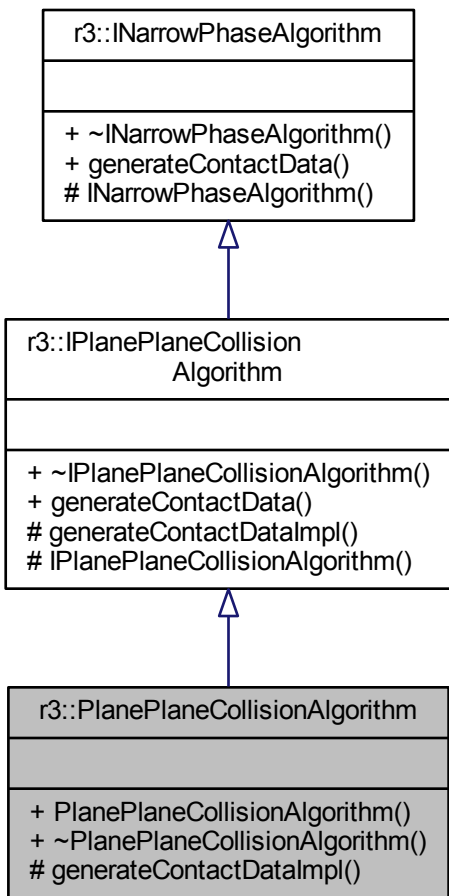 r3::INarrowPhaseAlgorithm
+ ~INarrowPhaseAlgorithm()
+ generateContactData()
# INarrowPhaseAlgorithm()
r3::IPlanePlaneCollision
Algorithm
+ ~IPlanePlaneCollisionAlgorithm()
+ generateContactData()
# generateContactDataImpl()
# IPlanePlaneCollisionAlgorithm()
r3::PlanePlaneCollisionAlgorithm
+ PlanePlaneCollisionAlgorithm()
+ ~PlanePlaneCollisionAlgorithm()
# generateContactDataImpl()